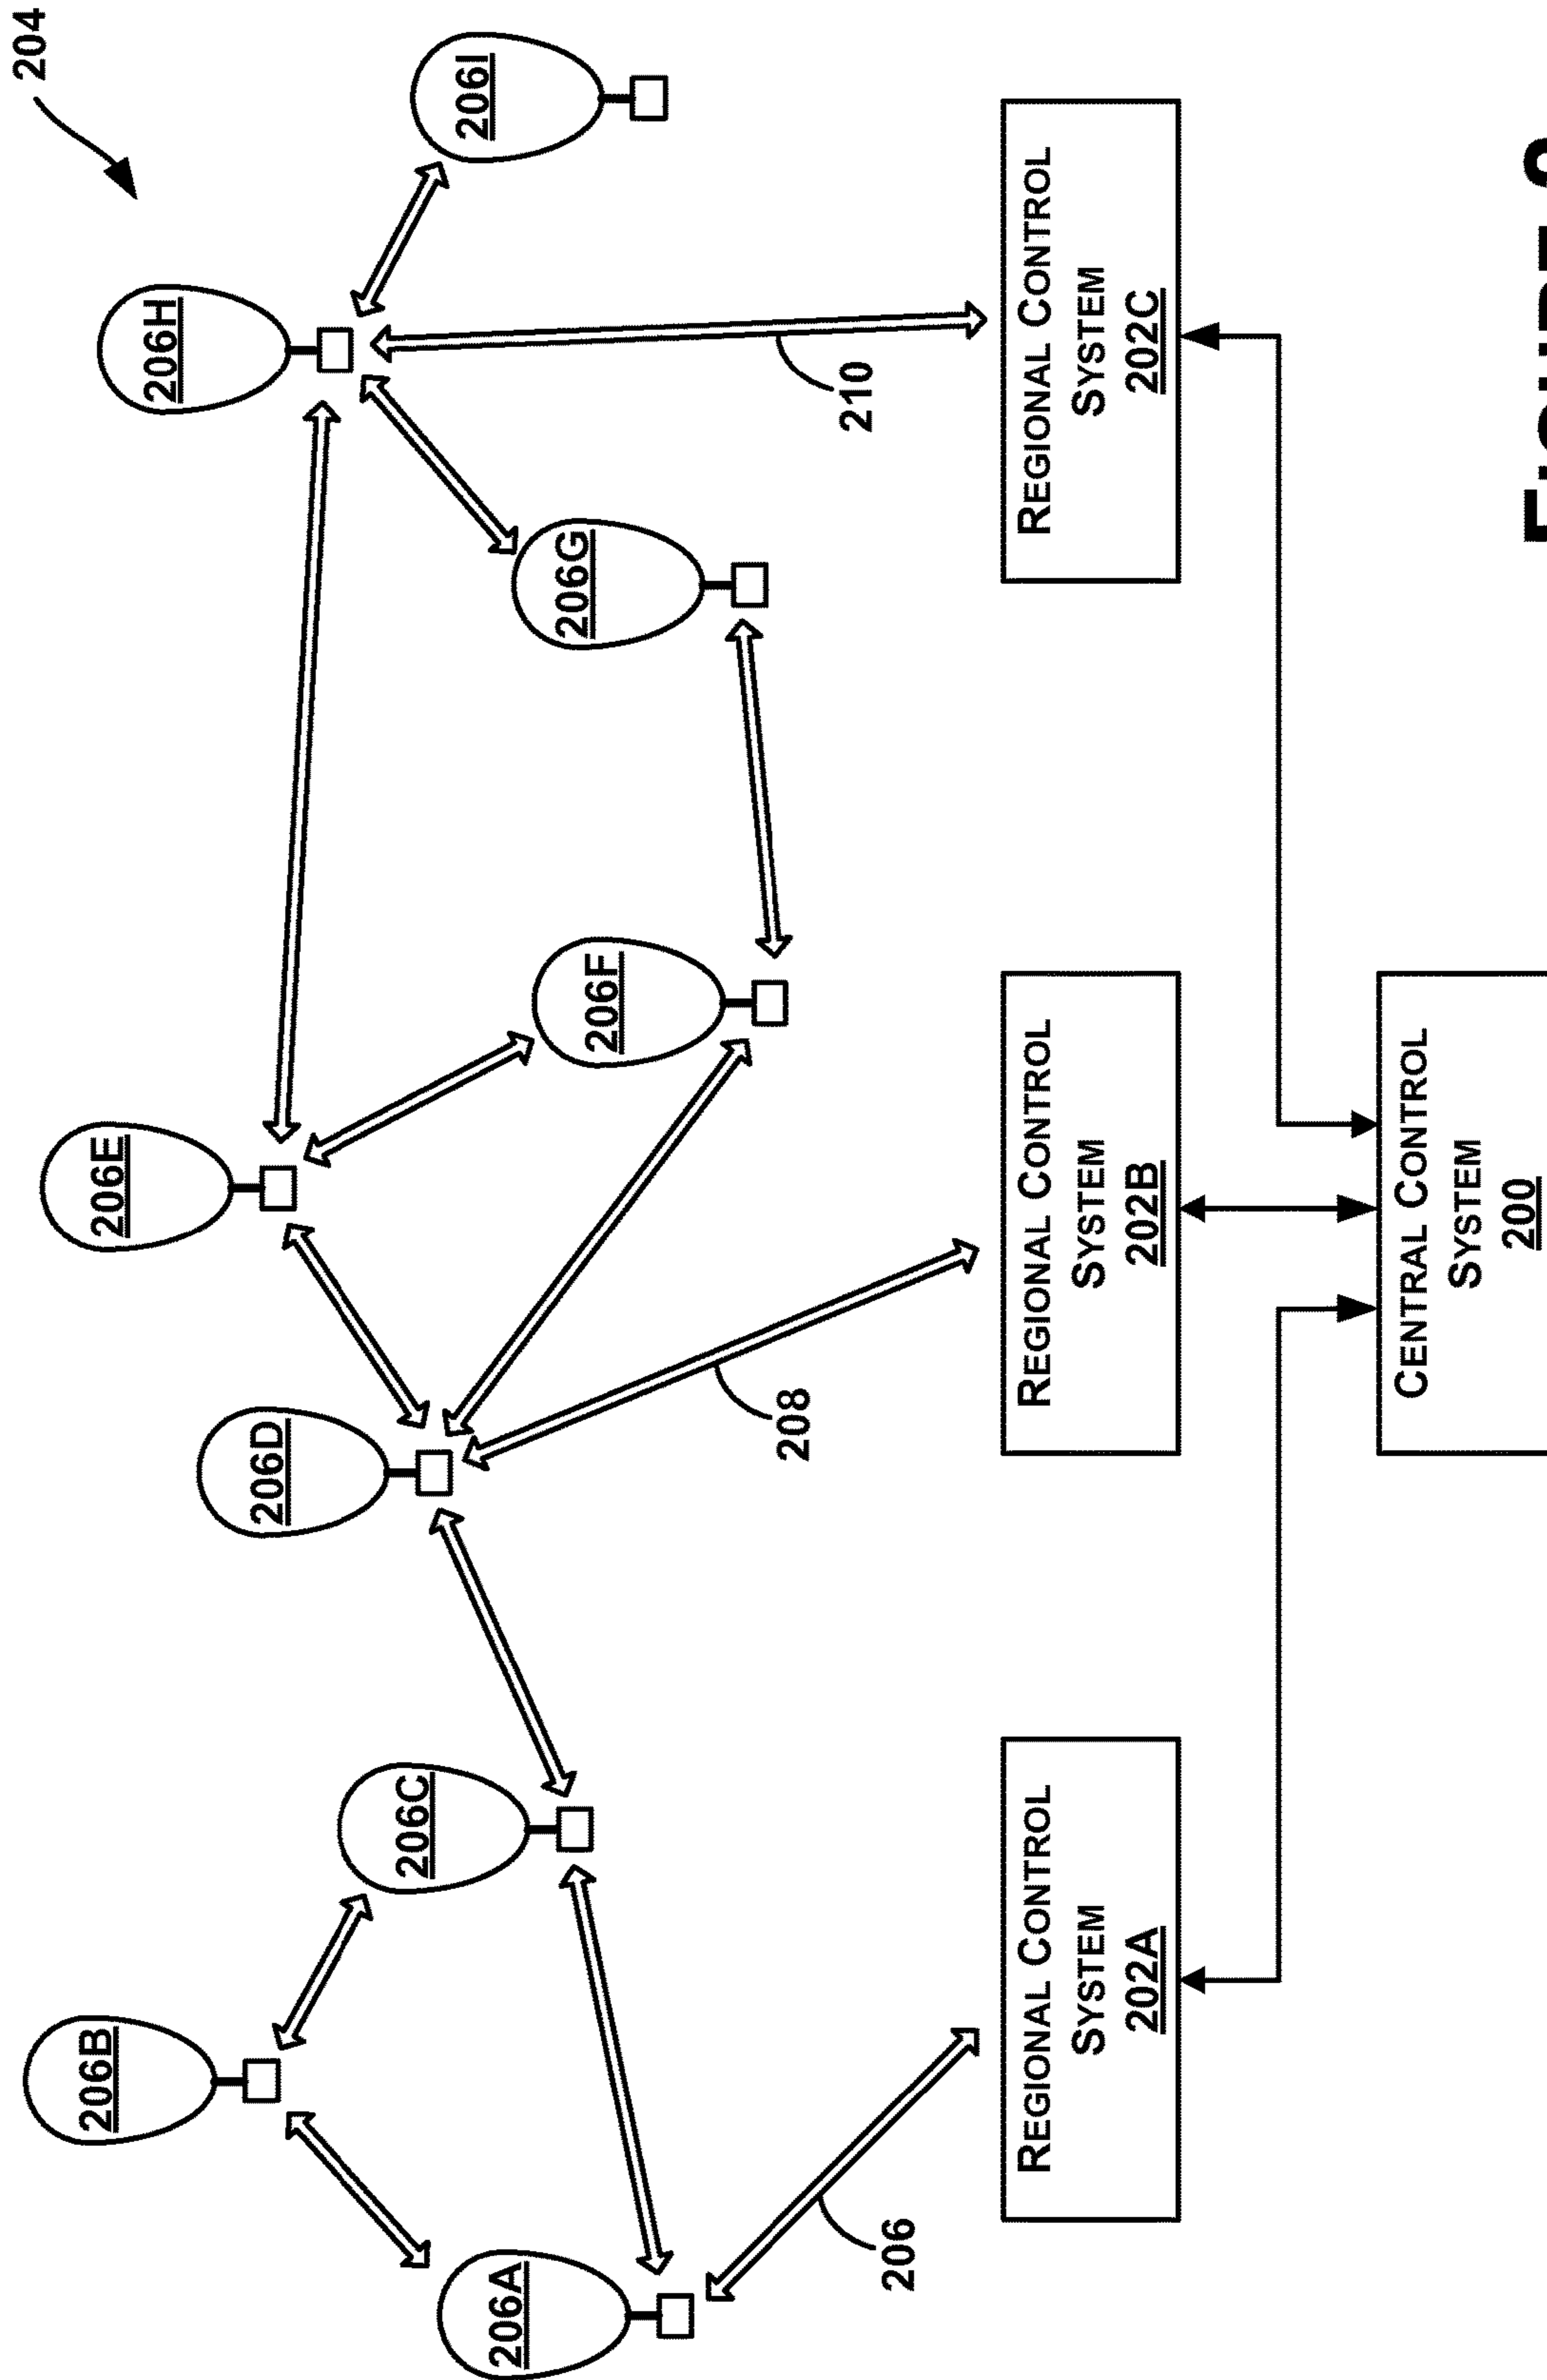 204
206B
206E
206H
206D
206C
206I
206A
206G
206F
208
210
206
REGIONAL CONTROL
SYSTEM
202A
REGIONAL CONTROL
SYSTEM
202B
REGIONAL CONTROL
SYSTEM
202C
CENTRAL CONTROL
SYSTEM
200
FIGURE